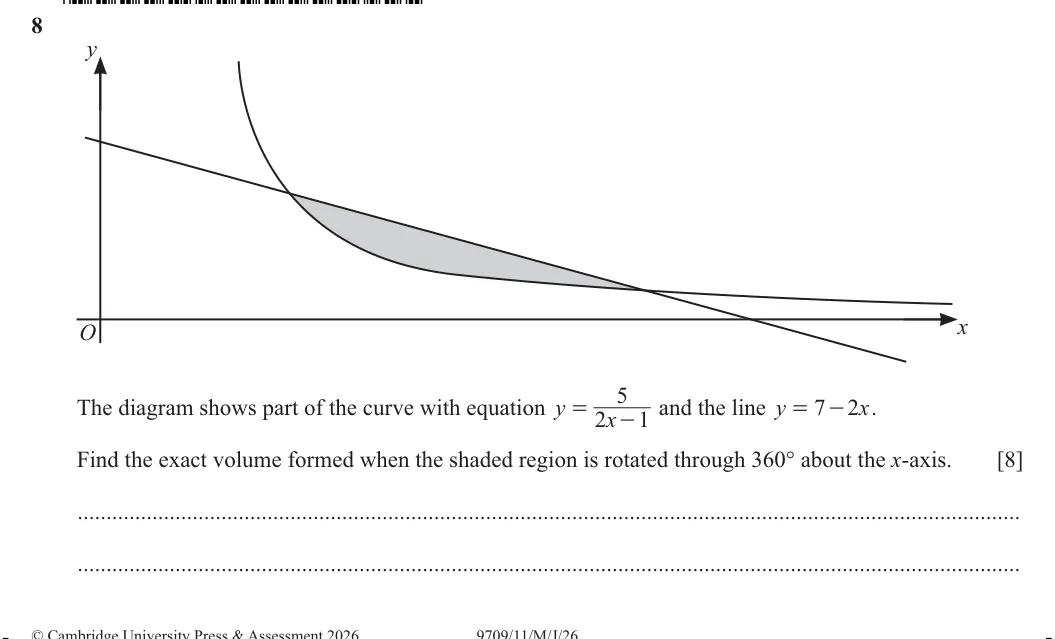 8
y
O
x
The diagram shows part of the curve with equation y = 5/(2x − 1) and the line y = 7 − 2x.
Find the exact volume formed when the shaded region is rotated through 360° about the x-axis. [8]
© Cambridge University Press & Assessment 2026 9709/11/M/J/26